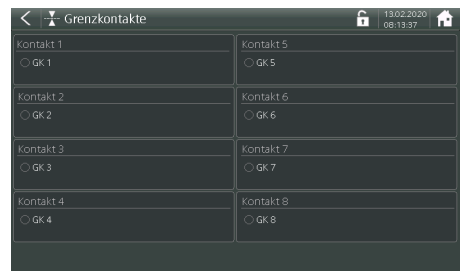 Grenzkontakte
13.02.2020
08:13:37
Kontakt 1
GK 1
Kontakt 5
GK 5
Kontakt 2
GK 2
Kontakt 6
GK 6
Kontakt 3
GK 3
Kontakt 7
GK 7
Kontakt 4
GK 4
Kontakt 8
GK 8